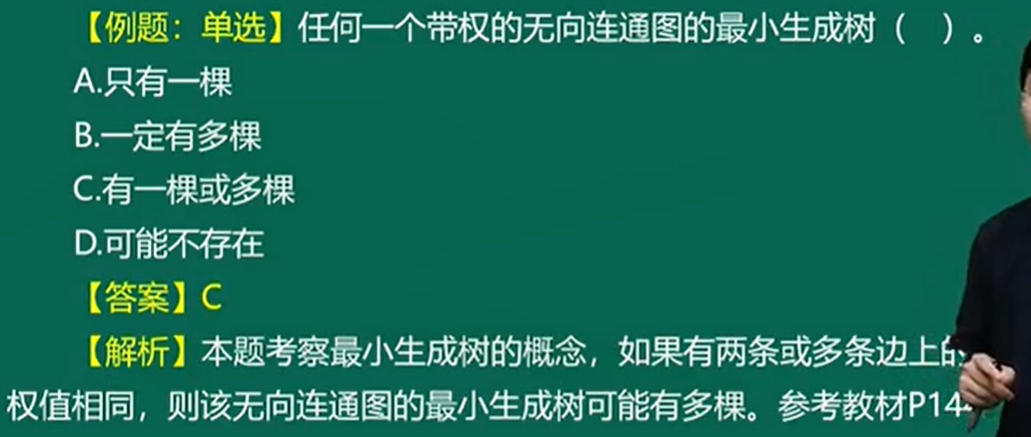 【例题：单选】任何一个带权的无向连通图的最小生成树（ ）。
A.只有一棵
B.一定有多棵
C.有一棵或多棵
D.可能不存在
【答案】C
【解析】本题考察最小生成树的概念，如果有两条或多条边上的
权值相同，则该无向连通图的最小生成树可能有多棵。参考教材P14